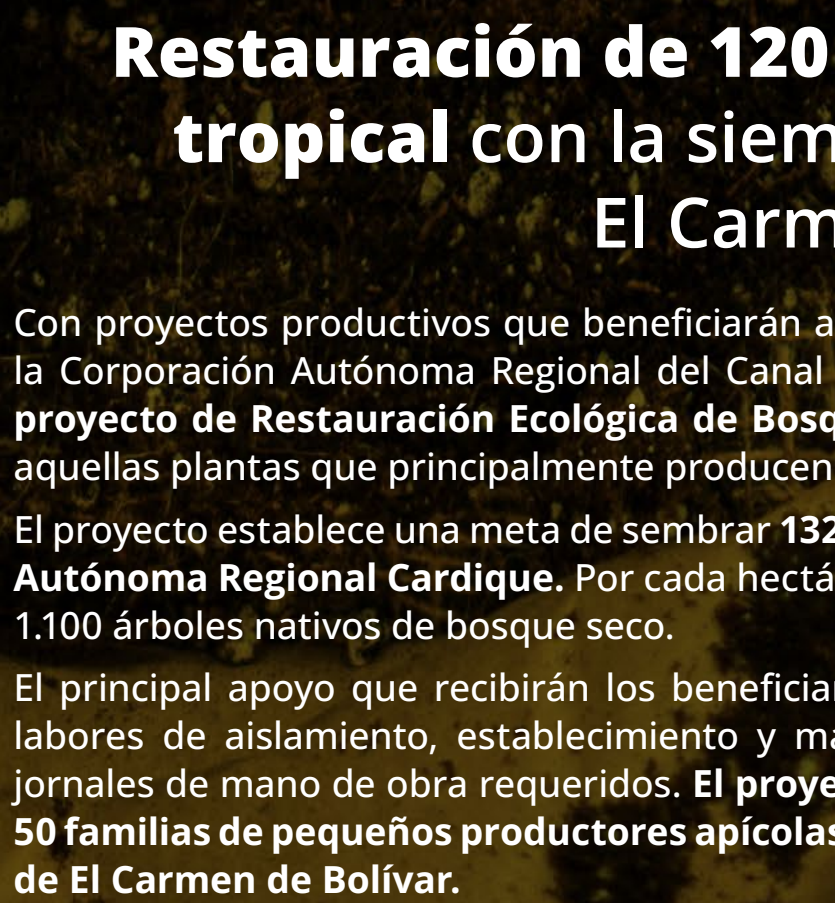 Restauración de 120
tropical con la siem
El Carm
Con proyectos productivos que beneficiarán a
la Corporación Autónoma Regional del Canal
proyecto de Restauración Ecológica de Bosq
aquellas plantas que principalmente producen
El proyecto establece una meta de sembrar 132
Autónoma Regional Cardique. Por cada hectá
1.100 árboles nativos de bosque seco.
El principal apoyo que recibirán los beneficiar
labores de aislamiento, establecimiento y ma
jornales de mano de obra requeridos. El proye
50 familias de pequeños productores apícolas
de El Carmen de Bolívar.